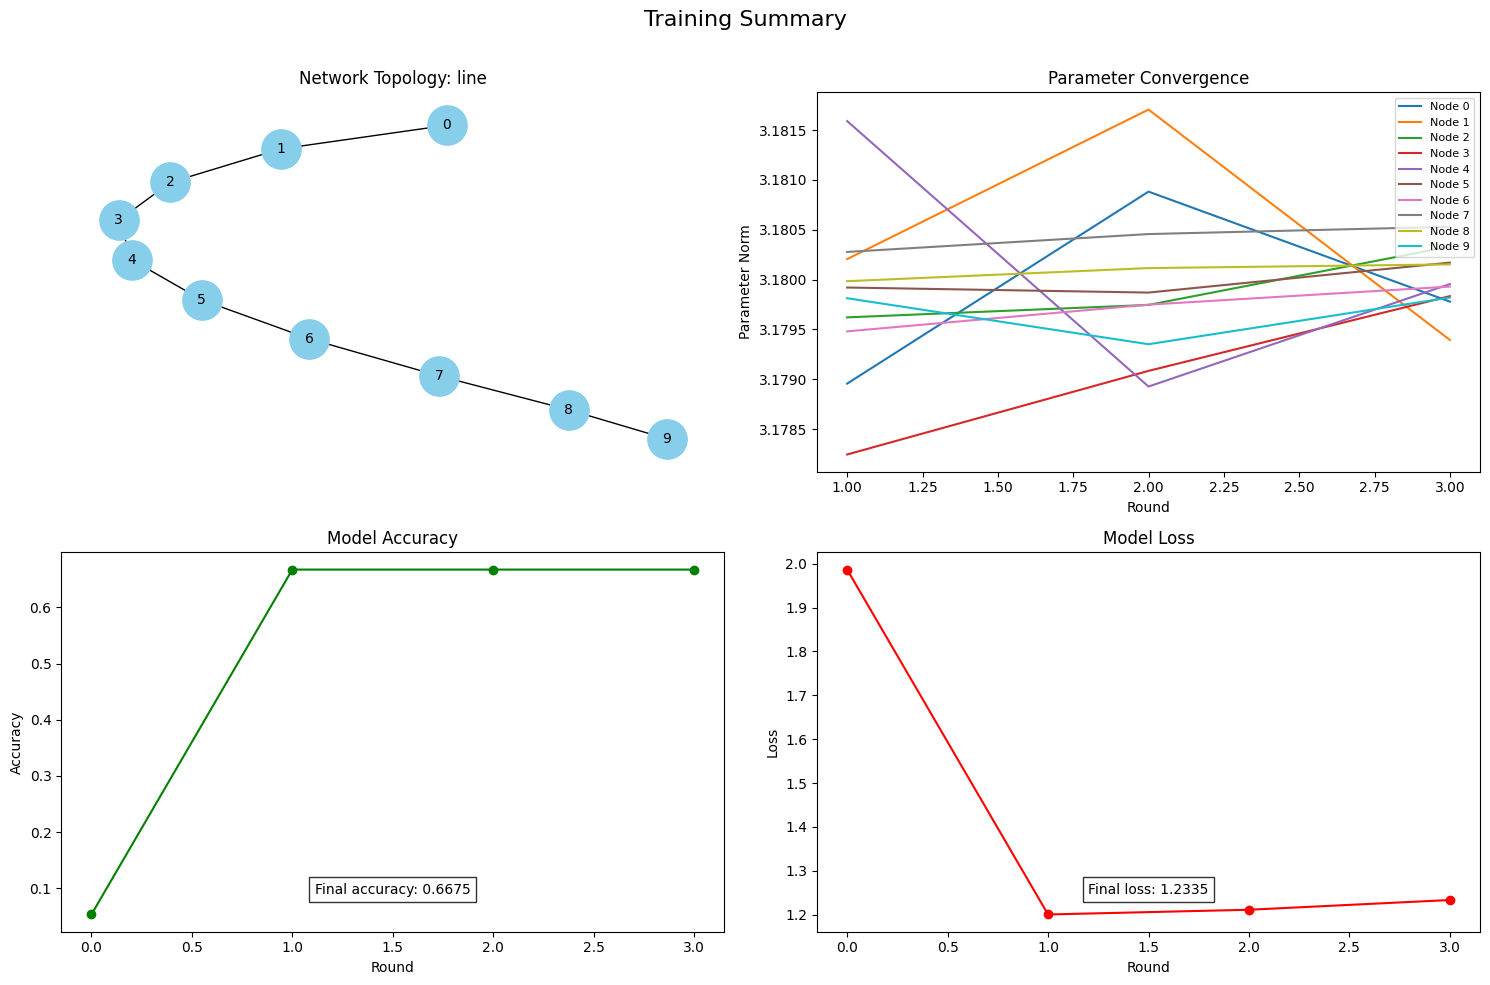 Training Summary
Network Topology: line
0
1
2
3
4
5
6
7
8
9
Parameter Convergence
Parameter Norm
3.1815
3.1810
3.1805
3.1800
3.1795
3.1790
3.1785
Node 0
Node 1
Node 2
Node 3
Node 4
Node 5
Node 6
Node 7
Node 8
Node 9
1.00 1.25 1.50 1.75 2.00 2.25 2.50 2.75 3.00
Round
Model Accuracy
Accuracy
0.6
0.5
0.4
0.3
0.2
0.1
Final accuracy: 0.6675
0.0 0.5 1.0 1.5 2.0 2.5 3.0
Round
Model Loss
Loss
2.0
1.9
1.8
1.7
1.6
1.5
1.4
1.3
1.2
Final loss: 1.2335
0.0 0.5 1.0 1.5 2.0 2.5 3.0
Round